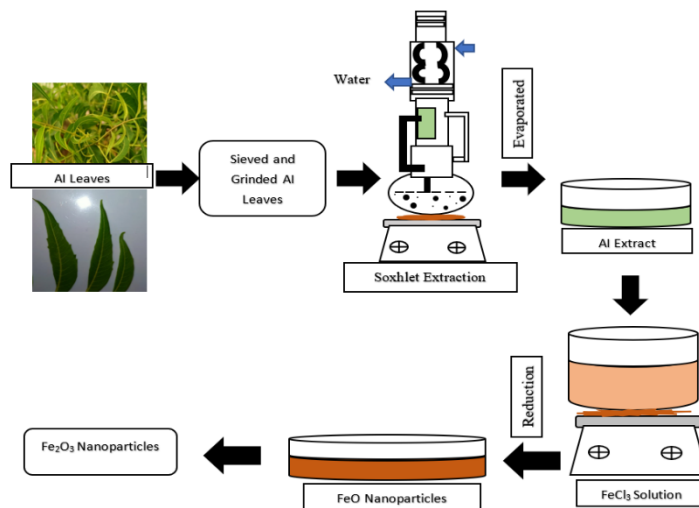 Water
Evaporated
AI Leaves
Sieved and
Grinded AI
Leaves
Soxhlet Extraction
AI Extract
Reduction
Fe₂O₃ Nanoparticles
FeO Nanoparticles
FeCl₃ Solution